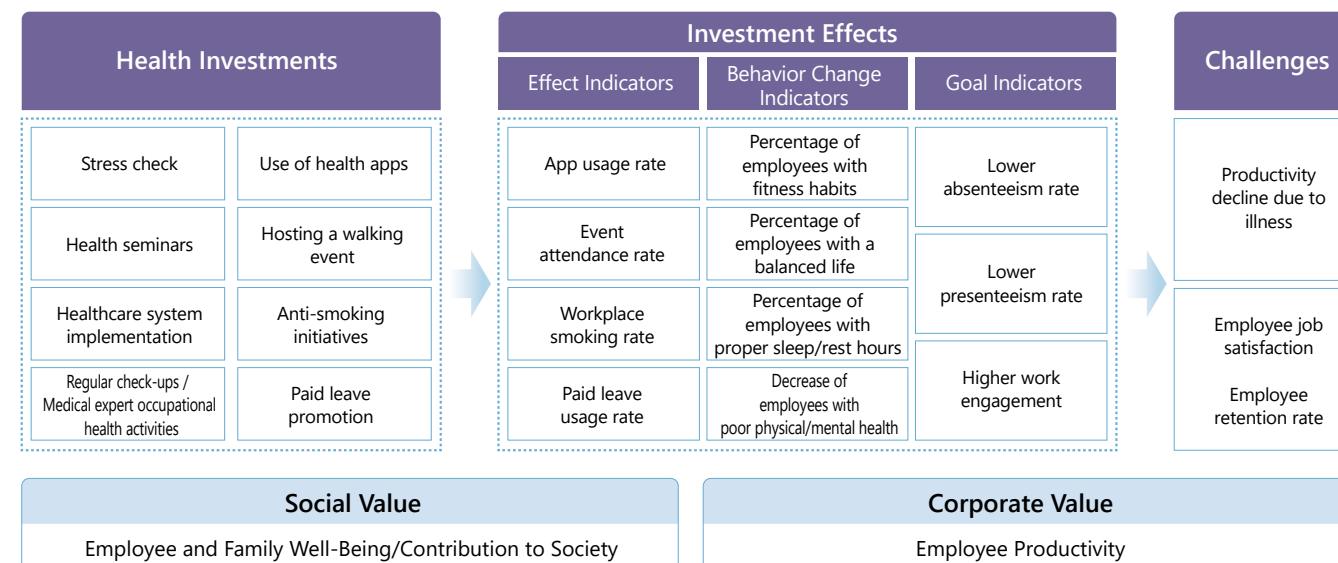 Health Investments
Stress check
Use of health apps
Health seminars
Hosting a walking
event
Healthcare system
implementation
Anti-smoking
initiatives
Regular check-ups /
Medical expert occupational
health activities
Paid leave
promotion
Investment Effects
Effect Indicators
Behavior Change
Indicators
Goal Indicators
App usage rate
Event
attendance rate
Workplace
smoking rate
Paid leave
usage rate
Percentage of
employees with
fitness habits
Percentage of
employees with a
balanced life
Percentage of
employees with
proper sleep/rest hours
Decrease of
employees with
poor physical/mental health
Lower
absenteeism rate
Lower
presenteeism rate
Higher work
engagement
Challenges
Productivity
decline due to
illness
Employee job
satisfaction
Employee
retention rate
Social Value
Employee and Family Well-Being/Contribution to Society
Corporate Value
Employee Productivity